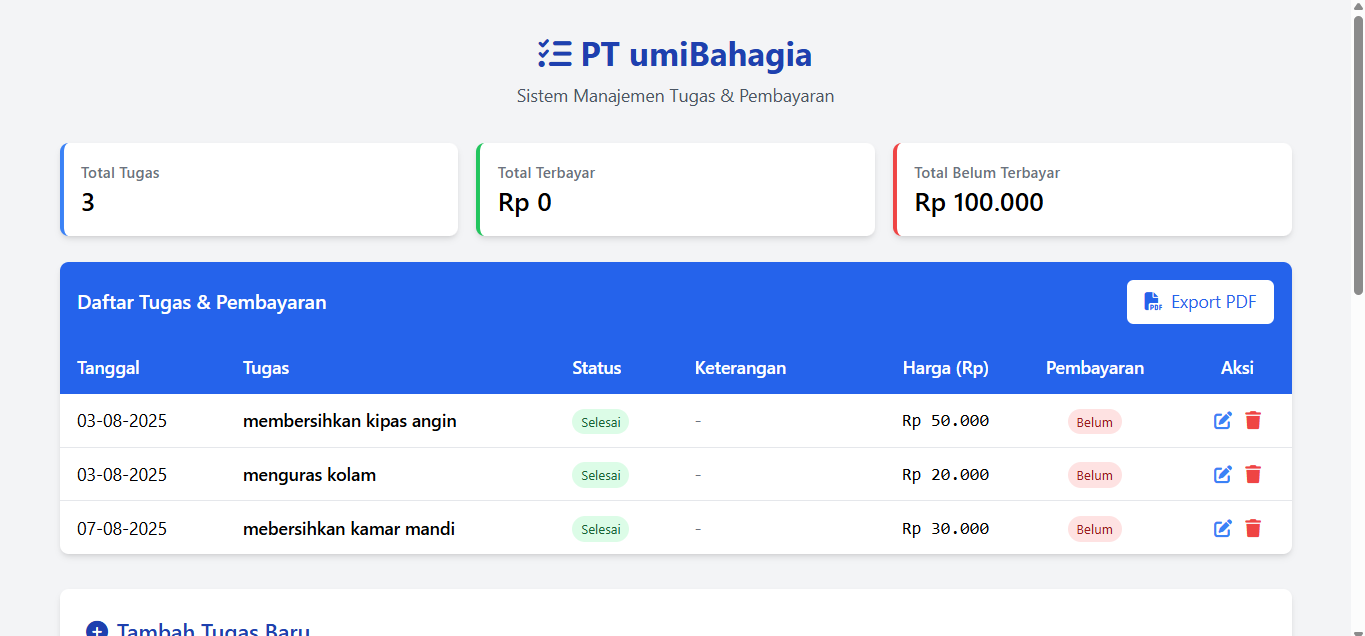 PT umiBahagia
Sistem Manajemen Tugas & Pembayaran
Total Tugas
3
Total Terbayar
Rp 0
Total Belum Terbayar
Rp 100.000
Daftar Tugas & Pembayaran
PDF Export PDF
Tanggal Tugas Status Keterangan Harga (Rp) Pembayaran Aksi
03-08-2025 membersihkan kipas angin Selesai - Rp 50.000 Belum
03-08-2025 menguras kolam Selesai - Rp 20.000 Belum
07-08-2025 mebersihkan kamar mandi Selesai - Rp 30.000 Belum
Tambah Tugas Baru